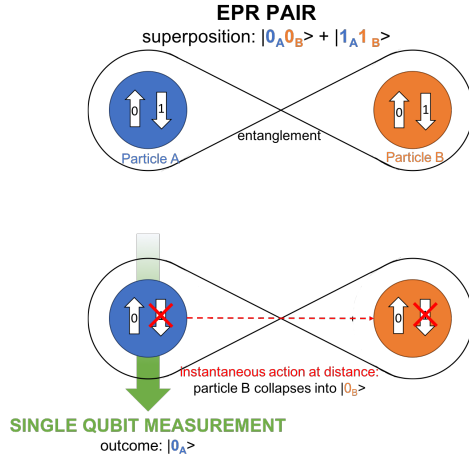 EPR PAIR
superposition: |0A0B> + |1A1B>
0 1 0 1
entanglement
Particle A Particle B
0 0
instantaneous action at distance:
particle B collapses into |0B>
SINGLE QUBIT MEASUREMENT
outcome: |0A>